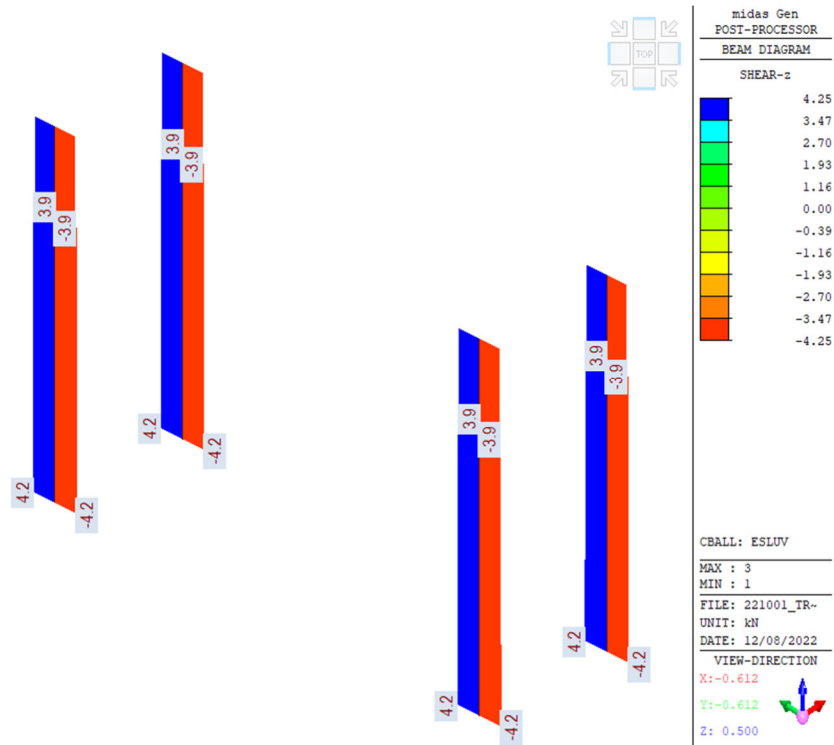 3.9
-3.9
3.9
-3.9
4.2
-4.2
4.2
-4.2
3.9
-3.9
3.9
-3.9
4.2
-4.2
4.2
-4.2
TOP
midas Gen
POST-PROCESSOR
BEAM DIAGRAM
SHEAR-z
4.25
3.47
2.70
1.93
1.16
0.00
-0.39
-1.16
-1.93
-2.70
-3.47
-4.25
CBALL: ESLUV
MAX : 3
MIN : 1
FILE: 221001_TR~
UNIT: kN
DATE: 12/08/2022
VIEW-DIRECTION
X:-0.612
Y:-0.612
Z: 0.500